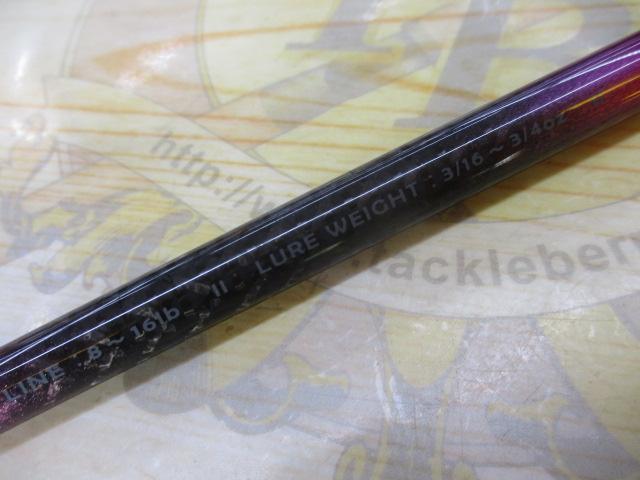 LINE : 8 ~ 16lb  //  LURE WEIGHT : 3/16 ~ 3/4oz
http://w
.tackleber